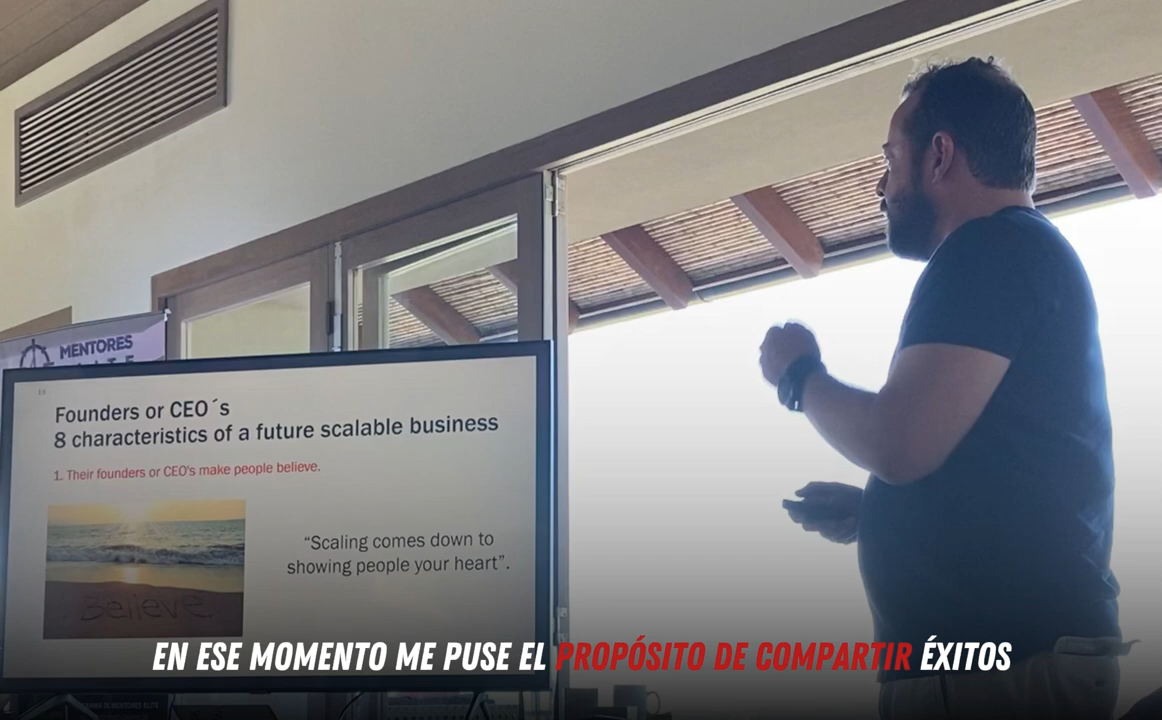 MENTORES
16
Founders or CEO´s
8 characteristics of a future scalable business
1. Their founders or CEO's make people believe.
“Scaling comes down to
showing people your heart”.
Believe
EN ESE MOMENTO ME PUSE EL PROPÓSITO DE COMPARTIR ÉXITOS